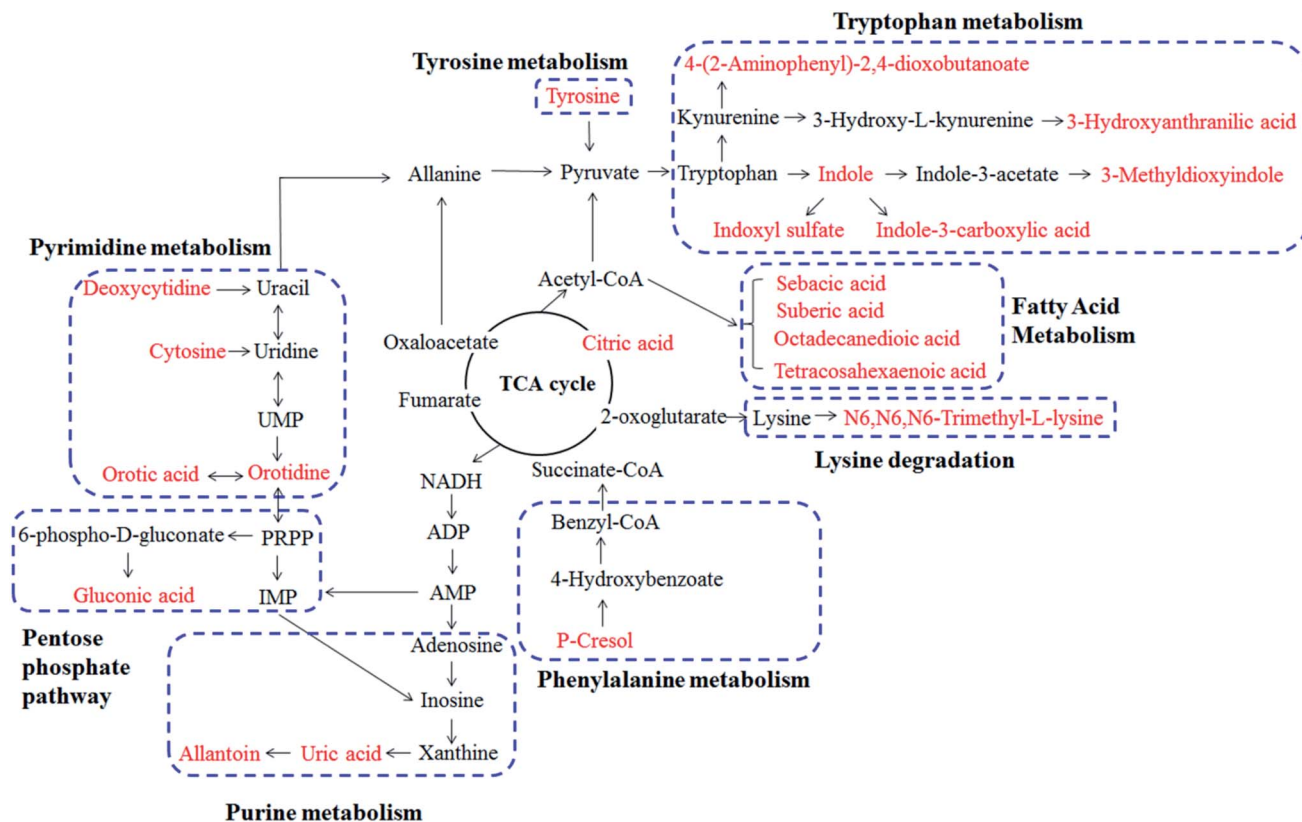 Tryptophan metabolism
4-(2-Aminophenyl)-2,4-dioxobutanoate
Kynurenine
3-Hydroxy-L-kynurenine
3-Hydroxyanthranilic acid
Tryptophan
Indole
Indole-3-acetate
3-Methyldioxyindole
Indoxyl sulfate
Indole-3-carboxylic acid
Tyrosine metabolism
Tyrosine
Allanine
Pyruvate
Acetyl-CoA
Pyrimidine metabolism
Deoxycytidine
Uracil
Cytosine
Uridine
UMP
Orotic acid
Orotidine
Oxaloacetate
Citric acid
Fumarate
TCA cycle
2-oxoglutarate
Succinate-CoA
NADH
ADP
AMP
Sebacic acid
Suberic acid
Octadecanedioic acid
Tetracosahexaenoic acid
Fatty Acid
Metabolism
Lysine
N6,N6,N6-Trimethyl-L-lysine
Lysine degradation
6-phospho-D-gluconate
PRPP
Gluconic acid
IMP
Pentose
phosphate
pathway
Benzyl-CoA
4-Hydroxybenzoate
P-Cresol
Phenylalanine metabolism
Adenosine
Inosine
Allantoin
Uric acid
Xanthine
Purine metabolism